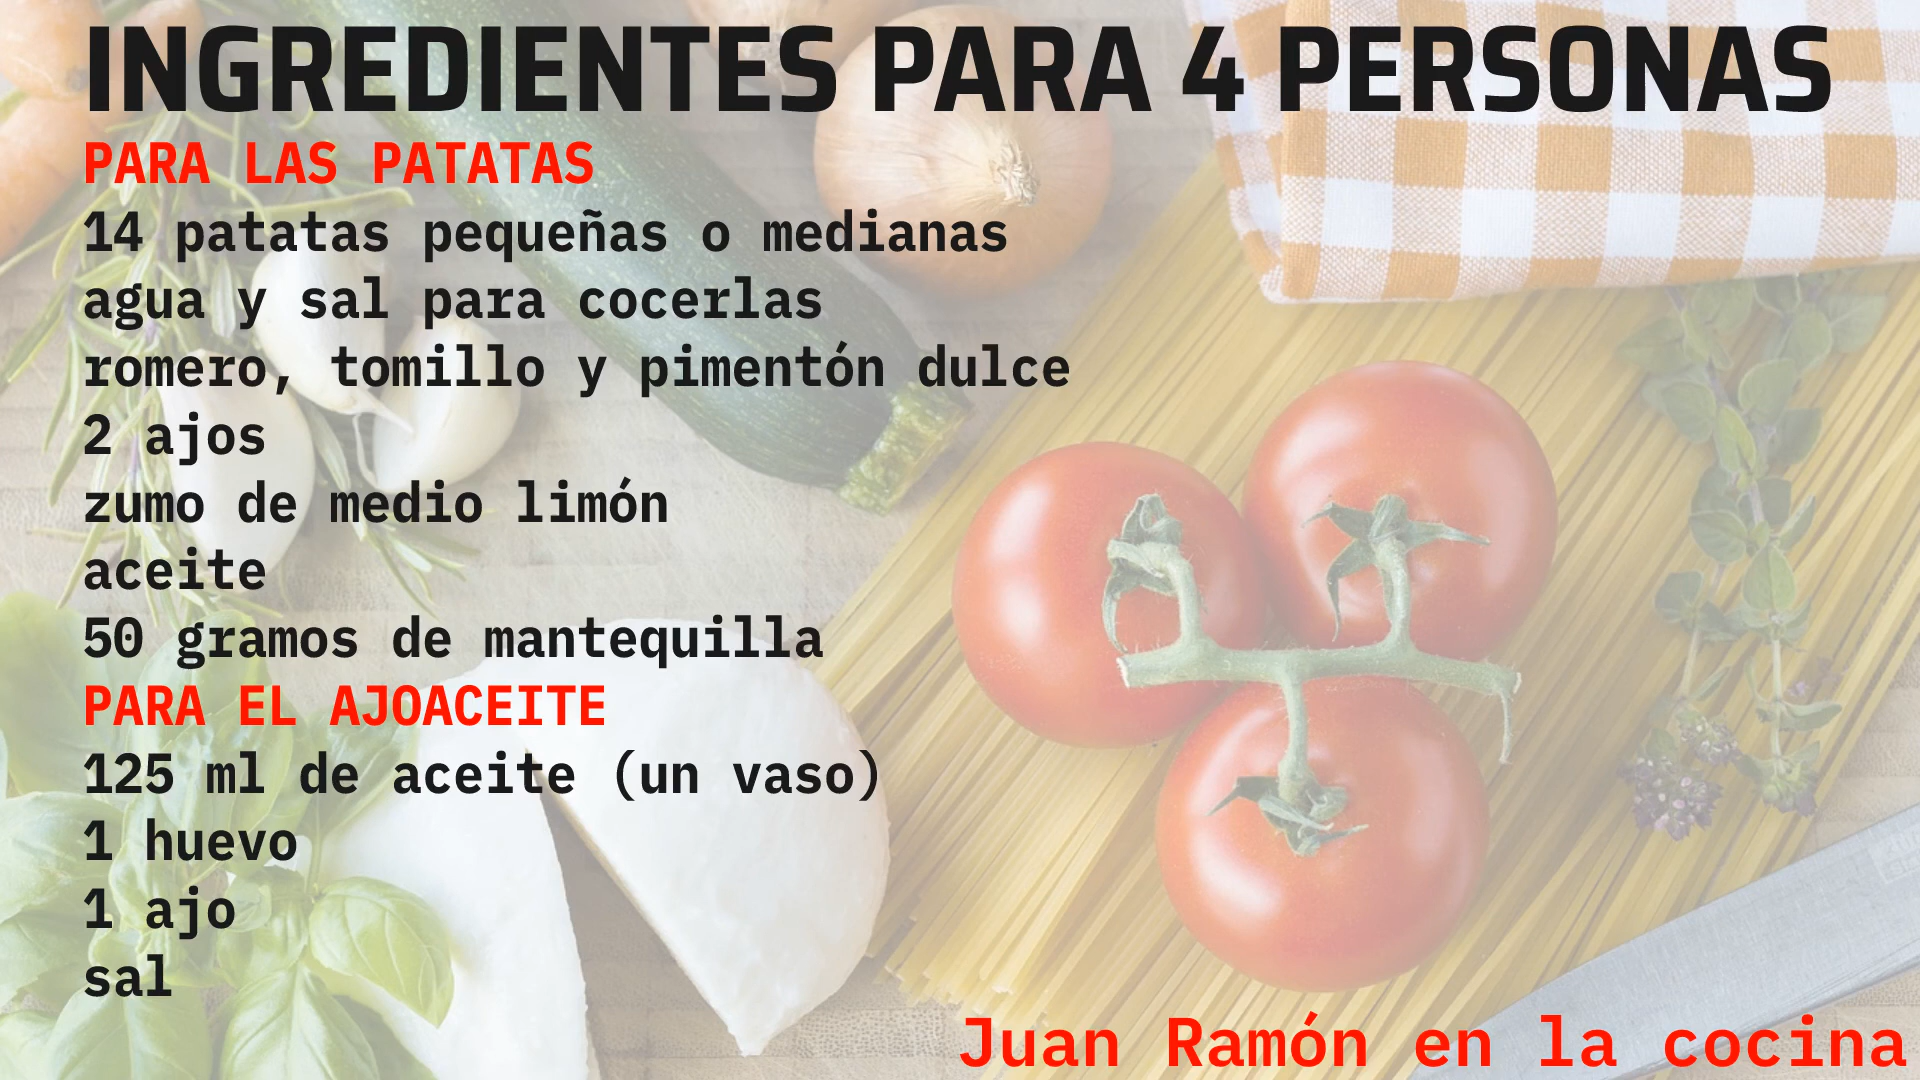 INGREDIENTES PARA 4 PERSONAS
PARA LAS PATATAS
14 patatas pequeñas o medianas
agua y sal para cocerlas
romero, tomillo y pimentón dulce
2 ajos
zumo de medio limón
aceite
50 gramos de mantequilla
PARA EL AJOACEITE
125 ml de aceite (un vaso)
1 huevo
1 ajo
sal
Juan Ramón en la cocina